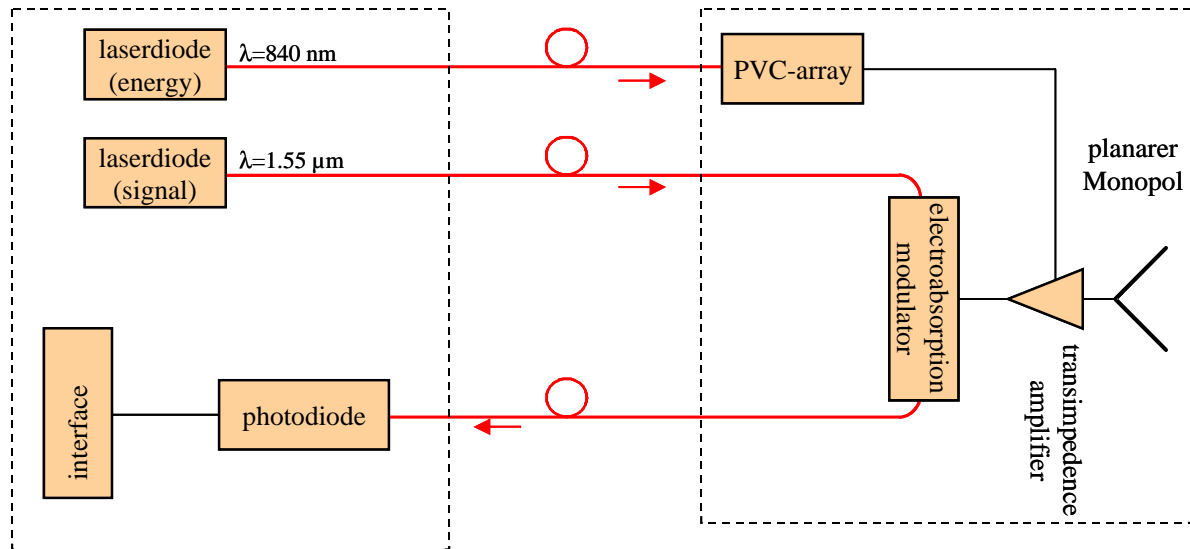 laserdiode
(energy)
λ=840 nm
PVC-array
laserdiode
(signal)
λ=1.55 µm
planarer
Monopol
electroabsorption
modulator
transimpedence
amplifier
interface
photodiode